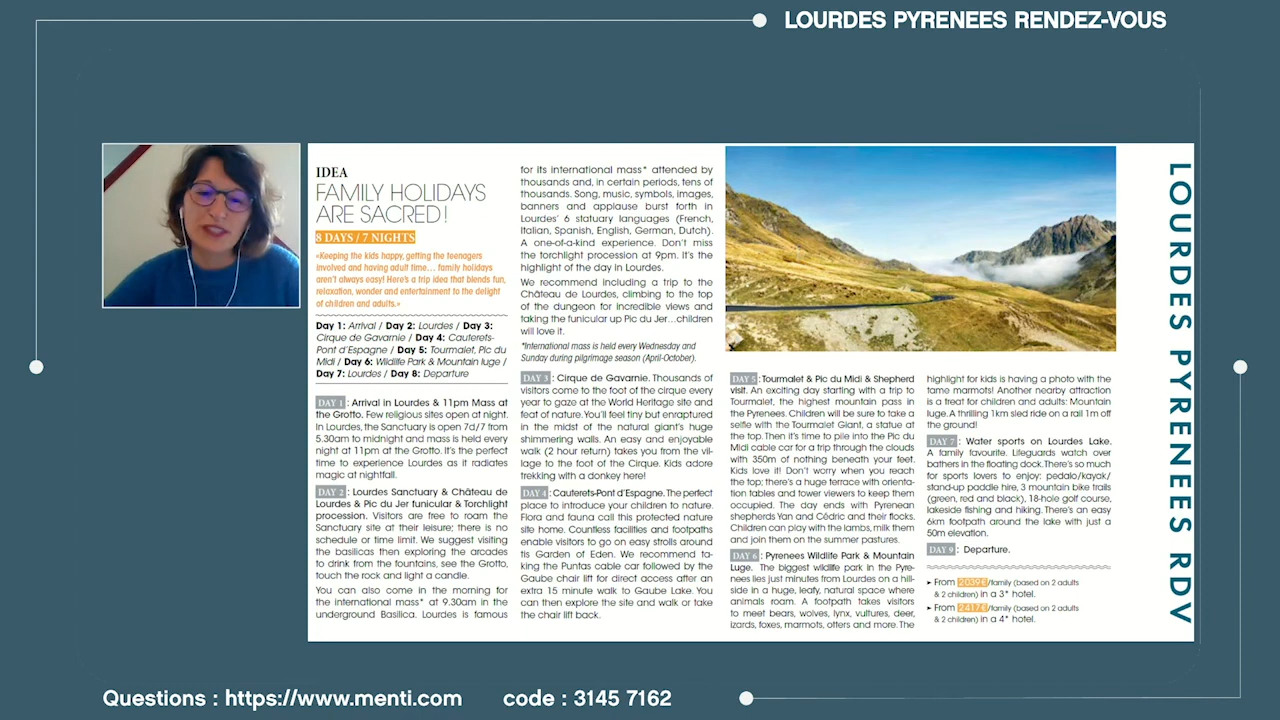 LOURDES PYRENEES RENDEZ-VOUS
IDEA
FAMILY HOLIDAYS
ARE SACRED!
8 DAYS / 7 NIGHTS
«Keeping the kids happy, getting the teenagers
involved and having adult time... family holidays
aren't always easy! Here's a trip idea that blends fun,
relaxation, wonder and entertainment to the delight
of children and adults.»
Day 1: Arrival / Day 2: Lourdes / Day 3:
Cirque de Gavarnie / Day 4: Cauterets-
Pont d'Espagne / Day 5: Tourmalet, Pic du
Midi / Day 6: Wildlife Park & Mountain luge /
Day 7: Lourdes / Day 8: Departure
DAY 1 : Arrival in Lourdes & 11pm Mass at
the Grotto. Few religious sites open at night.
In Lourdes, the Sanctuary is open 7d/7 from
5.30am to midnight and mass is held every
night at 11pm at the Grotto. It's the perfect
time to experience Lourdes as it radiates
magic at nightfall.
DAY 2 : Lourdes Sanctuary & Château de
Lourdes & Pic du Jer funicular & Torchlight
procession. Visitors are free to roam the
Sanctuary site at their leisure; there is no
schedule or time limit. We suggest visiting
the basilicas then exploring the arcades
to drink from the fountains, see the Grotto,
touch the rock and light a candle.
You can also come in the morning for
the international mass* at 9.30am in the
underground Basilica. Lourdes is famous
for its international mass* attended by
thousands and, in certain periods, tens of
thousands. Song, music, symbols, images,
banners and applause burst forth in
Lourdes' 6 statuary languages (French,
Italian, Spanish, English, German, Dutch).
A one-of-a-kind experience. Don't miss
the torchlight procession at 9pm. It's the
highlight of the day in Lourdes.
We recommend including a trip to the
Château de Lourdes, climbing to the top
of the dungeon for incredible views and
taking the funicular up Pic du Jer...children
will love it.
*International mass is held every Wednesday and
Sunday during pilgrimage season (April-October).
DAY 3 : Cirque de Gavarnie. Thousands of
visitors come to the foot of the cirque every
year to gaze at the World Heritage site and
feat of nature. You'll feel tiny but enraptured
in the midst of the natural giant's huge
shimmering walls. An easy and enjoyable
walk (2 hour return) takes you from the vil-
lage to the foot of the Cirque. Kids adore
trekking with a donkey here!
DAY 4 : Cauterets-Pont d'Espagne. The perfect
place to introduce your children to nature.
Flora and fauna call this protected nature
site home. Countless facilities and footpaths
enable visitors to go on easy strolls around
tis Garden of Eden. We recommend ta-
king the Puntas cable car followed by the
Gaube chair lift for direct access after an
extra 15 minute walk to Gaube Lake. You
can then explore the site and walk or take
the chair lift back.
DAY 5 : Tourmalet & Pic du Midi & Shepherd
visit. An exciting day starting with a trip to
Tourmalet, the highest mountain pass in
the Pyrenees. Children will be sure to take a
selfie with the Tourmalet Giant, a statue at
the top. Then it's time to pile into the Pic du
Midi cable car for a trip through the clouds
with 350m of nothing beneath your feet.
Kids love it! Don't worry when you reach
the top; there's a huge terrace with orienta-
tion tables and tower viewers to keep them
occupied. The day ends with Pyrenean
shepherds Yan and Cédric and their flocks.
Children can play with the lambs, milk them
and join them on the summer pastures.
DAY 6 : Pyrenees Wildlife Park & Mountain
Luge. The biggest wildlife park in the Pyre-
nees lies just minutes from Lourdes on a hill-
side in a huge, leafy, natural space where
animals roam. A footpath takes visitors
to meet bears, wolves, lynx, vultures, deer,
izards, foxes, marmots, otters and more. The
highlight for kids is having a photo with the
tame marmots! Another nearby attraction
is a treat for children and adults: Mountain
luge. A thrilling 1km sled ride on a rail 1m off
the ground!
DAY 7 : Water sports on Lourdes Lake.
A family favourite. Lifeguards watch over
bathers in the floating dock. There's so much
for sports lovers to enjoy: pedalo/kayak/
stand-up paddle hire, 3 mountain bike trails
(green, red and black), 18-hole golf course,
lakeside fishing and hiking. There's an easy
6km footpath around the lake with just a
50m elevation.
DAY 9 : Departure.
► From 2039€/family (based on 2 adults
& 2 children) in a 3* hotel.
► From 2417€/family (based on 2 adults
& 2 children) in a 4* hotel.
LOURDES PYRENEES RDV
Questions : https://www.menti.com code : 3145 7162